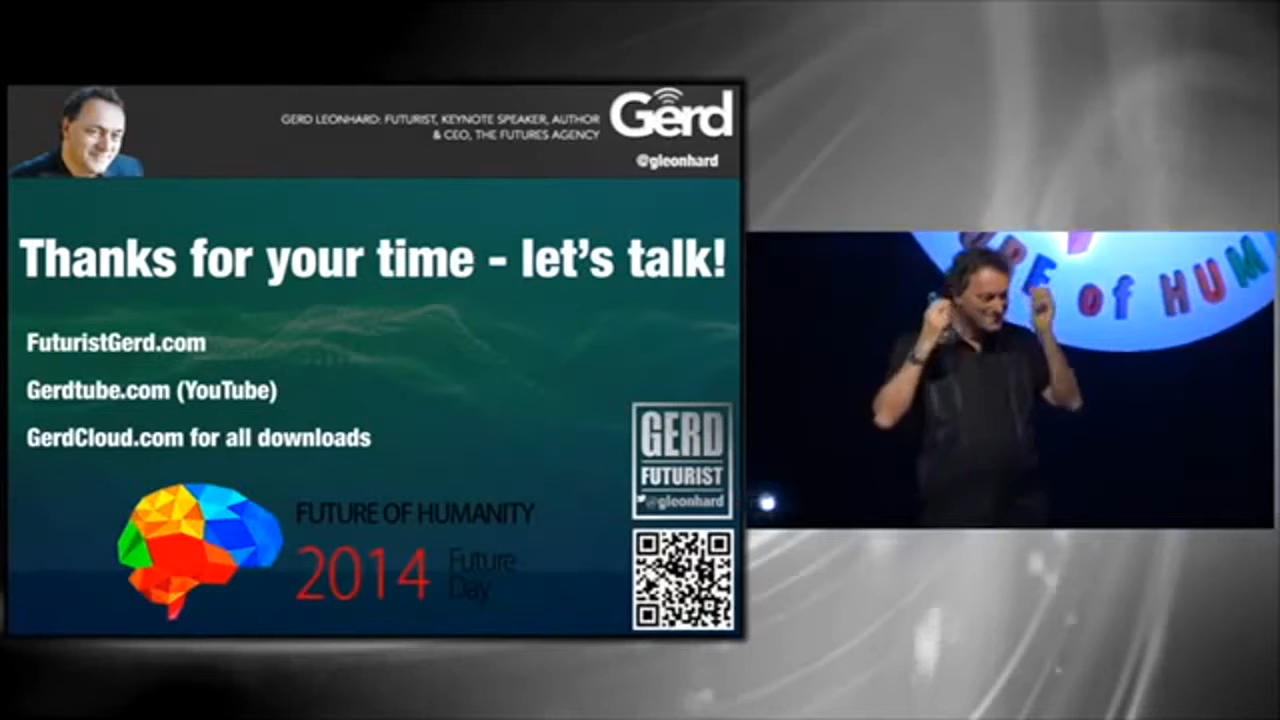 GERD LEONHARD: FUTURIST, KEYNOTE SPEAKER, AUTHOR
& CEO, THE FUTURES AGENCY
Gerd
@gleonhard
Thanks for your time - let's talk!
FuturistGerd.com
Gerdtube.com (YouTube)
GerdCloud.com for all downloads
GERD
FUTURIST
@gleonhard
FUTURE OF HUMANITY
2014 Future
Day
of HUM